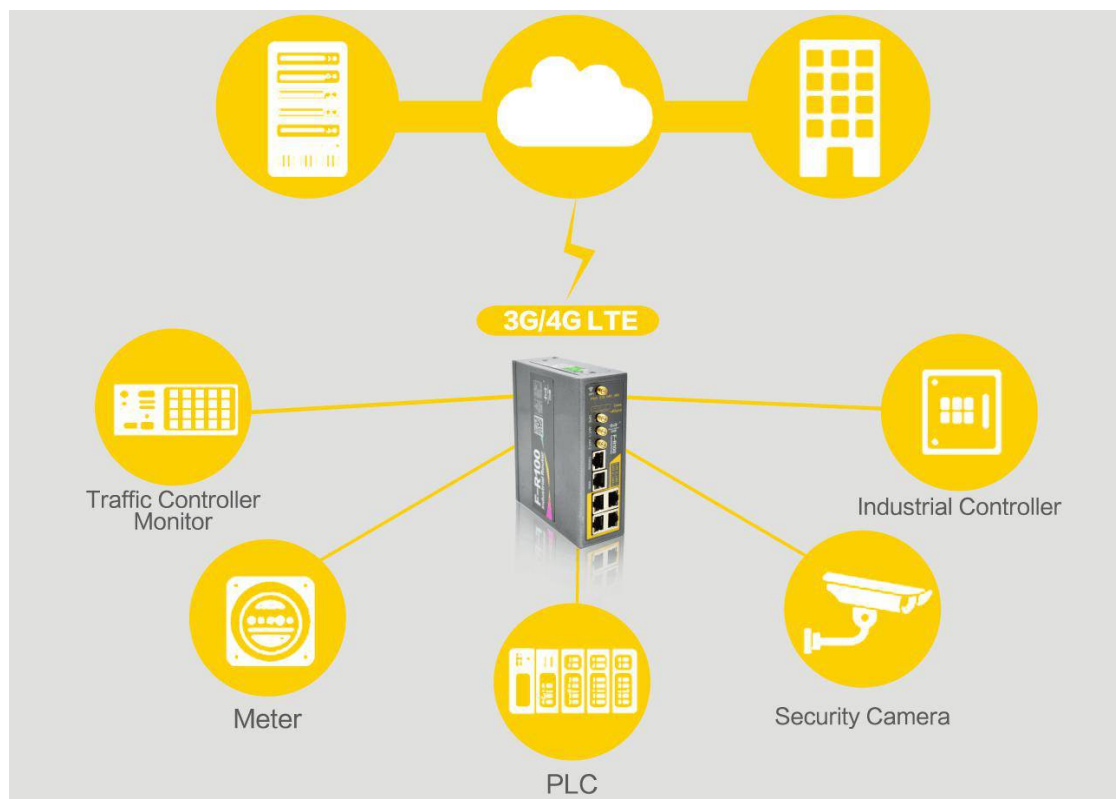 3G/4G LTE
F-R100
Traffic Controller
Monitor
Industrial Controller
Meter
Security Camera
PLC